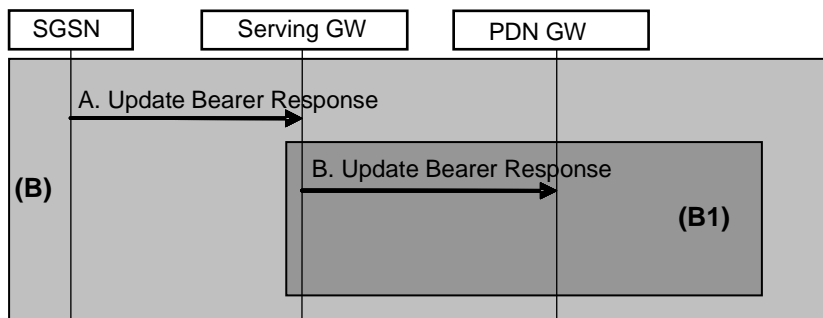 SGSN
Serving GW
PDN GW
A. Update Bearer Response
B. Update Bearer Response
(B)
(B1)